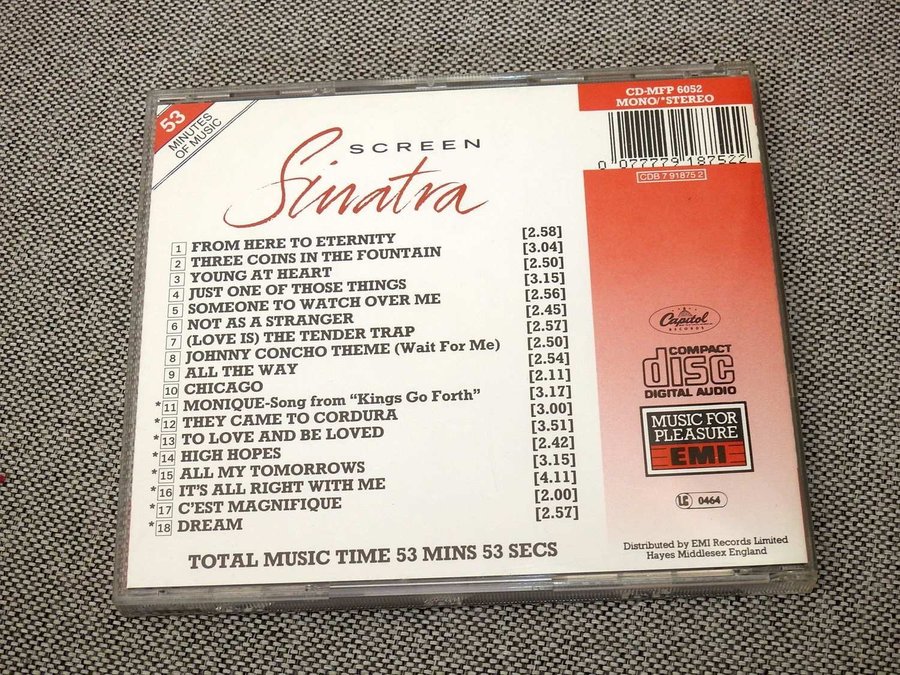 53
MINUTES
OF MUSIC
SCREEN
Sinatra
1 FROM HERE TO ETERNITY [2.58]
2 THREE COINS IN THE FOUNTAIN [3.04]
3 YOUNG AT HEART [2.50]
4 JUST ONE OF THOSE THINGS [3.15]
5 SOMEONE TO WATCH OVER ME [2.56]
6 NOT AS A STRANGER [2.45]
7 (LOVE IS) THE TENDER TRAP [2.57]
8 JOHNNY CONCHO THEME (Wait For Me) [2.50]
9 ALL THE WAY [2.54]
10 CHICAGO [2.11]
*11 MONIQUE-Song from “Kings Go Forth” [3.17]
*12 THEY CAME TO CORDURA [3.00]
*13 TO LOVE AND BE LOVED [3.51]
*14 HIGH HOPES [2.42]
*15 ALL MY TOMORROWS [3.15]
*16 IT'S ALL RIGHT WITH ME [4.11]
*17 C'EST MAGNIFIQUE [2.00]
*18 DREAM [2.57]
TOTAL MUSIC TIME 53 MINS 53 SECS
CD-MFP 6052
MONO/*STEREO
0 077779 187522
CDB 7 91875 2
Capitol
RECORDS
COMPACT
disc
DIGITAL AUDIO
MUSIC FOR
PLEASURE
EMI
LC 0464
Distributed by EMI Records Limited
Hayes Middlesex England